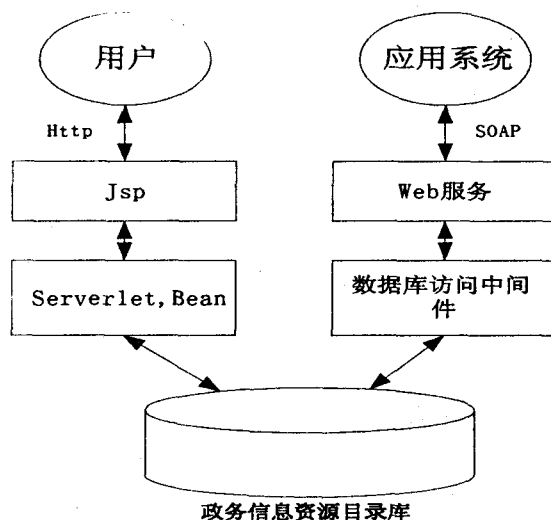 用户
应用系统
Http
SOAP
Jsp
Web服务
Serverlet,Bean
数据库访问中间
件
政务信息资源目录库